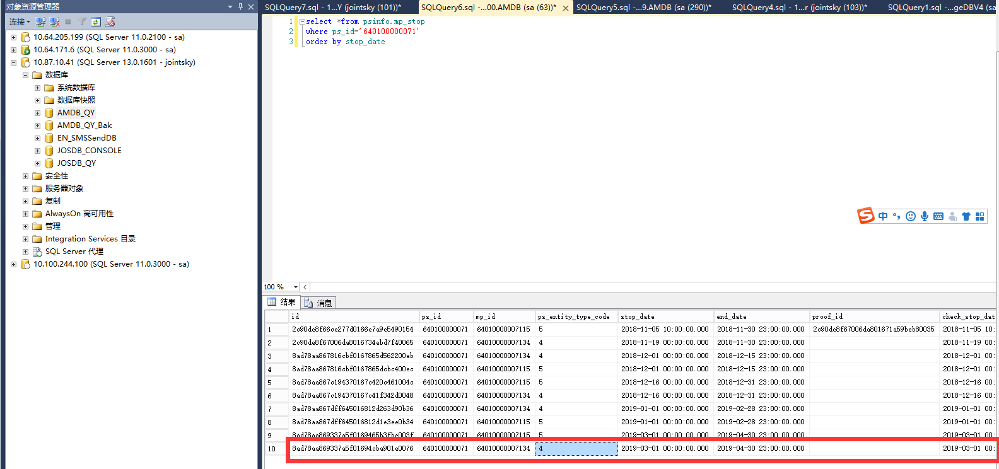 对象资源管理器
连接
10.64.205.199 (SQL Server 11.0.2100 - sa)
10.64.171.6 (SQL Server 11.0.3000 - sa)
10.87.10.41 (SQL Server 13.0.1601 - jointsky)
数据库
系统数据库
数据库快照
AMDB_QY
AMDB_QY_Bak
EN_SMSSendDB
JOSDB_CONSOLE
JOSDB_QY
安全性
服务器对象
复制
AlwaysOn 高可用性
管理
Integration Services 目录
SQL Server 代理
10.100.244.100 (SQL Server 11.0.3000 - sa)
SQLQuery7.sql - 1...Y (jointsky (101))* SQLQuery6.sql -...00.AMDB (sa (63))* SQLQuery5.sql -...9.AMDB (sa (290))* SQLQuery4.sql -...r (jointsky (103))* SQLQuery1.sql -...geDBV4 (sa
1 select *from psinfo.mp_stop
2 where ps_id='640100000071'
3 order by stop_date
中
100 %
结果 消息
id ps_id mp_id ps_entity_type_code stop_date end_date proof_id check_stop_dat
1 2c90de8f66ce277d0166e7a9e5490154 640100000071 64010000007115 5 2018-11-05 10:00:00.000 2018-11-30 23:00:00.000 2c90de8f67006da801671a59beb80035 2018-11-05 10:
2 2c90de8f67006da8016734ebd7f40065 640100000071 64010000007134 4 2018-11-19 00:00:00.000 2018-11-30 23:00:00.000 2018-11-19 00:
3 8ad78aa867816cbf0167865d562200eb 640100000071 64010000007134 4 2018-12-01 00:00:00.000 2018-12-15 23:00:00.000 2018-12-01 00:
4 8ad78aa867816cbf0167865dcbc400ec 640100000071 64010000007115 5 2018-12-01 00:00:00.000 2018-12-15 23:00:00.000 2018-12-01 00:
5 8ad78aa867c194370167c420c461004c 640100000071 64010000007115 5 2018-12-16 00:00:00.000 2018-12-31 23:00:00.000 2018-12-16 00:
6 8ad78aa867c194370167c41f342d0048 640100000071 64010000007134 4 2018-12-16 00:00:00.000 2018-12-31 23:00:00.000 2018-12-16 00:
7 8ad78aa867dff645016812d263d90b36 640100000071 64010000007134 4 2019-01-01 00:00:00.000 2019-02-28 23:00:00.000 2019-01-01 00:
8 8ad78aa867dff645016812d1e3ee0b34 640100000071 64010000007115 5 2019-01-01 00:00:00.000 2019-02-28 23:00:00.000 2019-01-01 00:
9 8ad78aa869337a5f0169465b3fbe003f 640100000071 64010000007115 5 2019-03-01 00:00:00.000 2019-04-30 23:00:00.000 2019-03-01 00:
10 8ad78aa869337a5f01694cba901e0076 640100000071 64010000007134 4 2019-03-01 00:00:00.000 2019-04-30 23:00:00.000 2019-03-01 00: